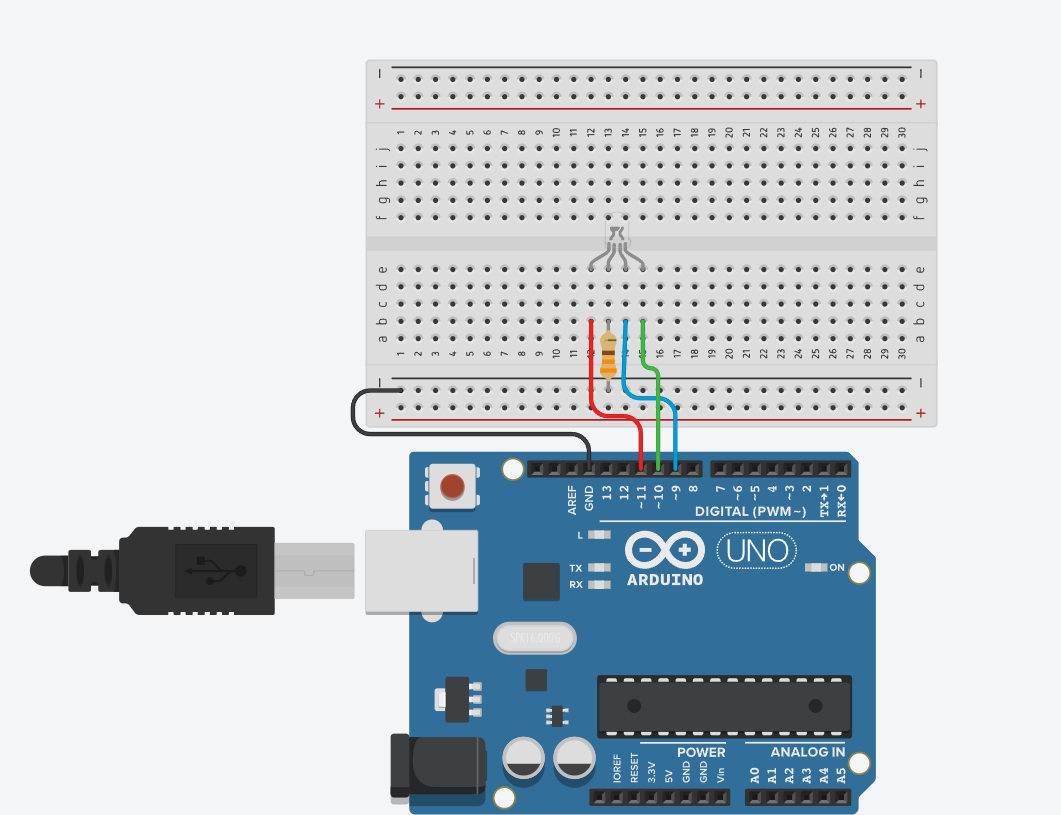 − −
+ +
1 2 3 4 5 6 7 8 9 10 11 12 13 14 15 16 17 18 19 20 21 22 23 24 25 26 27 28 29 30
j j
i i
h h
g g
f f
e e
d d
c c
b b
a a
1 2 3 4 5 6 7 8 9 10 11 14 16 17 18 19 20 21 22 23 24 25 26 27 28 29 30
− −
+ +
AREF GND 13 12 ~11 ~10 ~9 8 7 ~6 ~5 4 ~3 2 TX→1 RX←0
DIGITAL (PWM~)
L
UNO
TX ON
RX ARDUINO
POWER ANALOG IN
IOREF RESET 3.3V 5V GND GND Vin A0 A1 A2 A3 A4 A5